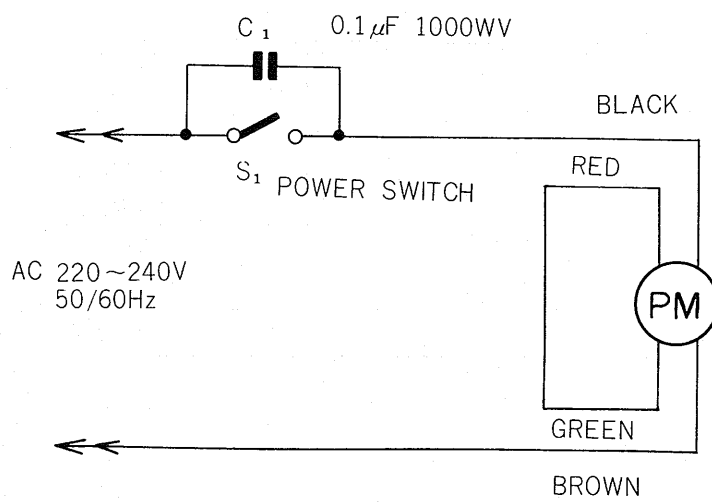 C₁ 0.1μF 1000WV
BLACK
RED
S₁ POWER SWITCH
AC 220~240V
50/60Hz
PM
GREEN
BROWN